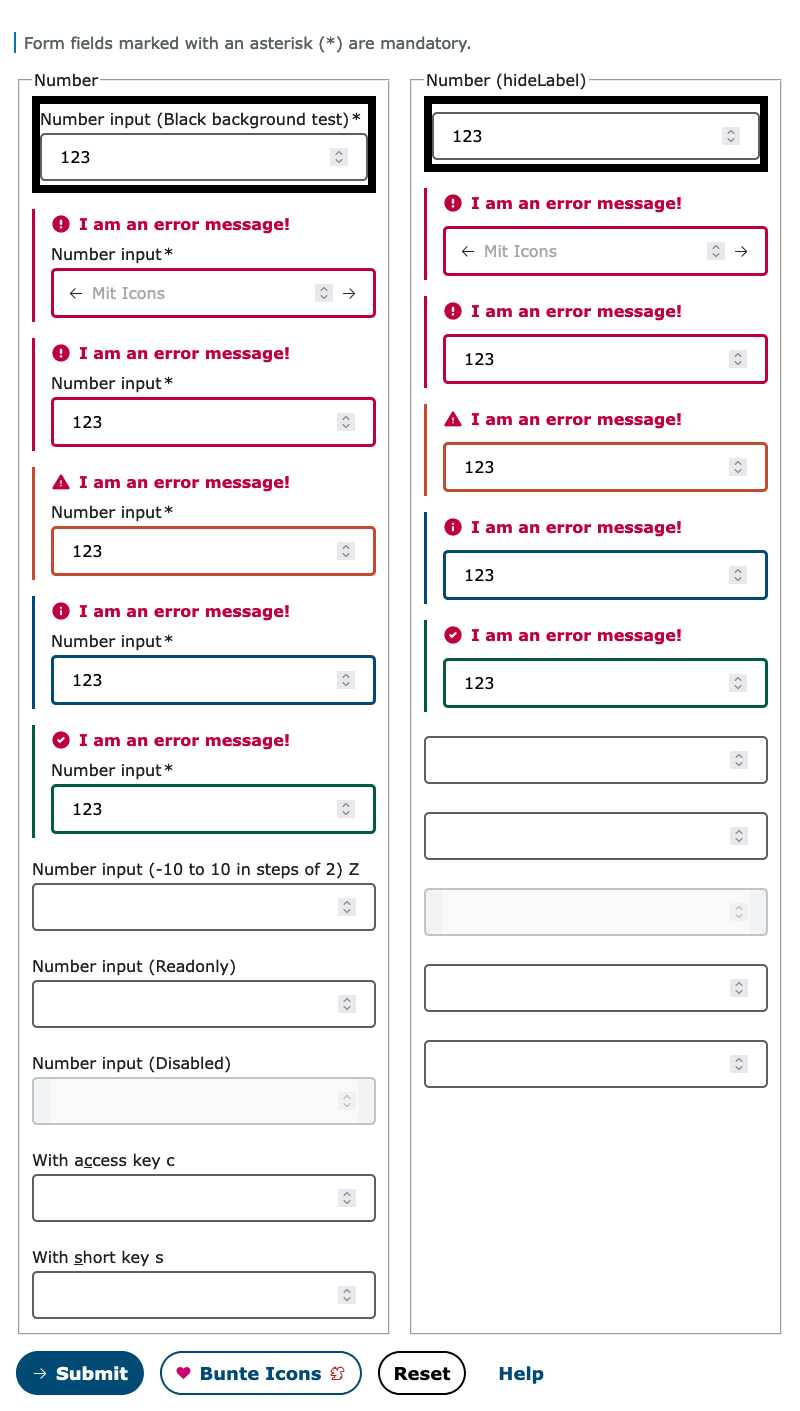 Form fields marked with an asterisk (*) are mandatory.
Number
Number input (Black background test)*
123
I am an error message!
Number input*
Mit Icons
I am an error message!
Number input*
123
I am an error message!
Number input*
123
I am an error message!
Number input*
123
I am an error message!
Number input*
123
Number input (-10 to 10 in steps of 2) Z
Number input (Readonly)
Number input (Disabled)
With access key c
With short key s
Number (hideLabel)
123
I am an error message!
Mit Icons
I am an error message!
123
I am an error message!
123
I am an error message!
123
I am an error message!
123
→ Submit
Bunte Icons
Reset
Help